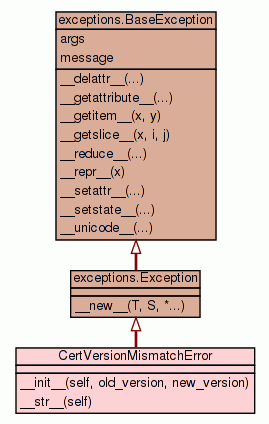 exceptions.BaseException
args
message
__delattr__(...)
__getattribute__(...)
__getitem__(x, y)
__getslice__(x, i, j)
__reduce__(...)
__repr__(x)
__setattr__(...)
__setstate__(...)
__unicode__(...)
exceptions.Exception
__new__(T, S, *...)
CertVersionMismatchError
__init__(self, old_version, new_version)
__str__(self)